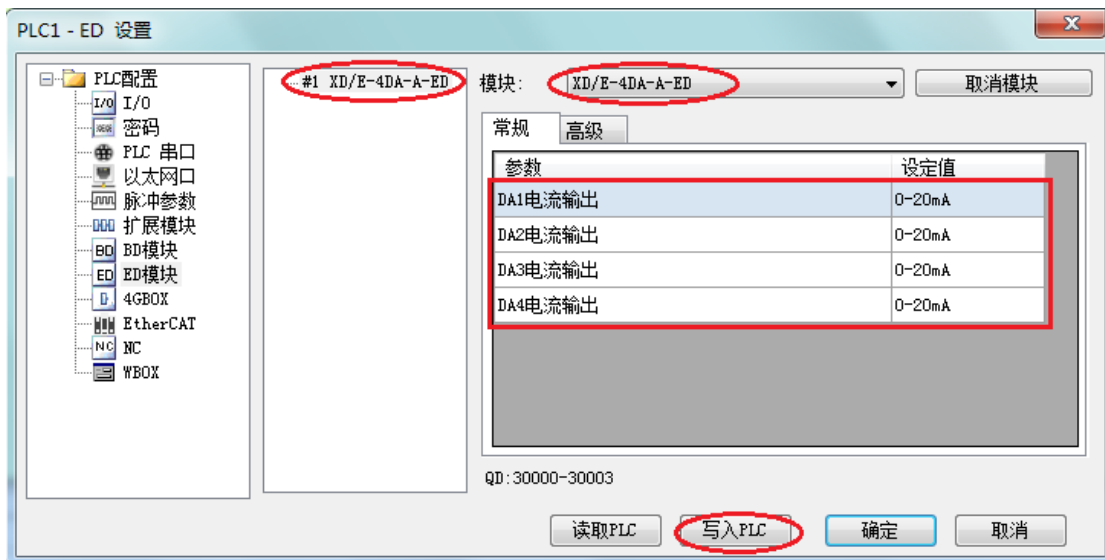 PLC1 - ED 设置
PLC配置
I/O I/O
密码
PLC 串口
以太网口
脉冲参数
扩展模块
BD BD模块
ED ED模块
4GBOX
EtherCAT
NC NC
WBOX
#1 XD/E-4DA-A-ED
模块: XD/E-4DA-A-ED 取消模块
常规 高级
参数 设定值
DA1电流输出 0-20mA
DA2电流输出 0-20mA
DA3电流输出 0-20mA
DA4电流输出 0-20mA
QD:30000-30003
读取PLC 写入PLC 确定 取消